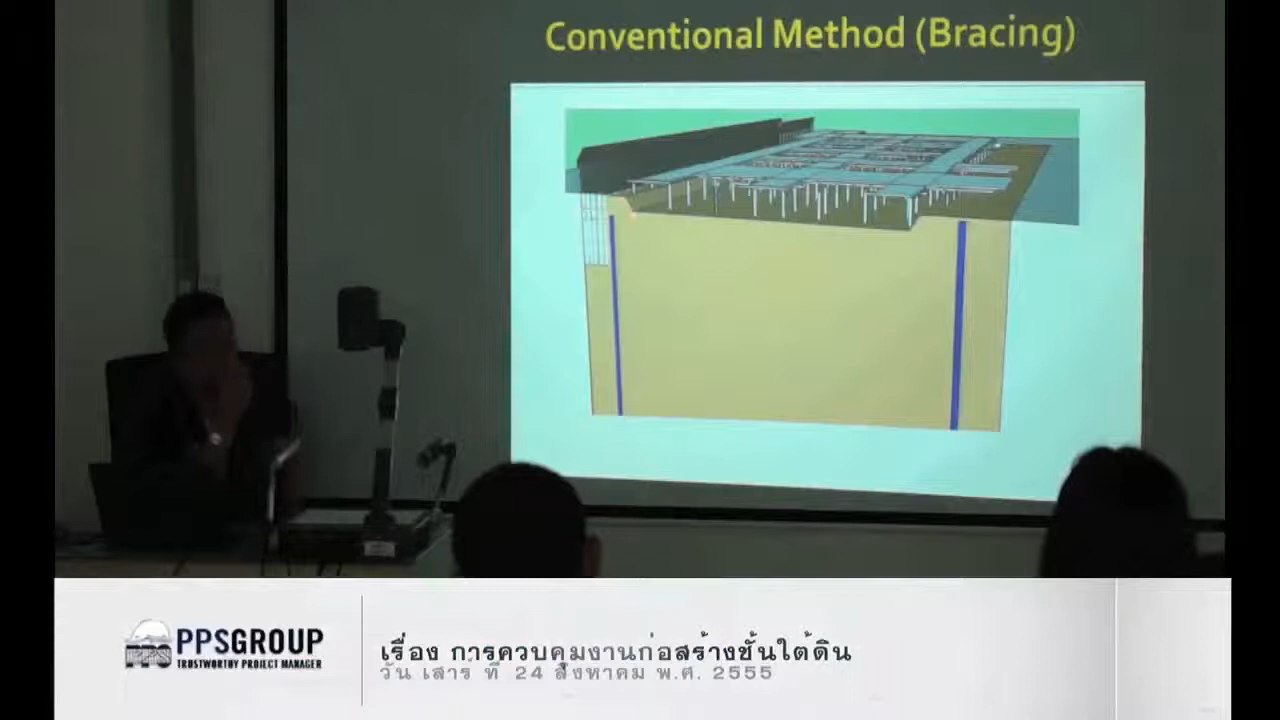 Conventional Method (Bracing)
PPSGROUP
TRUSTWORTHY PROJECT MANAGER
เรื่อง การควบคุมงานก่อสร้างชั้นใต้ดิน
วัน เสาร์ ที่ 24 สิงหาคม พ.ศ. 2555